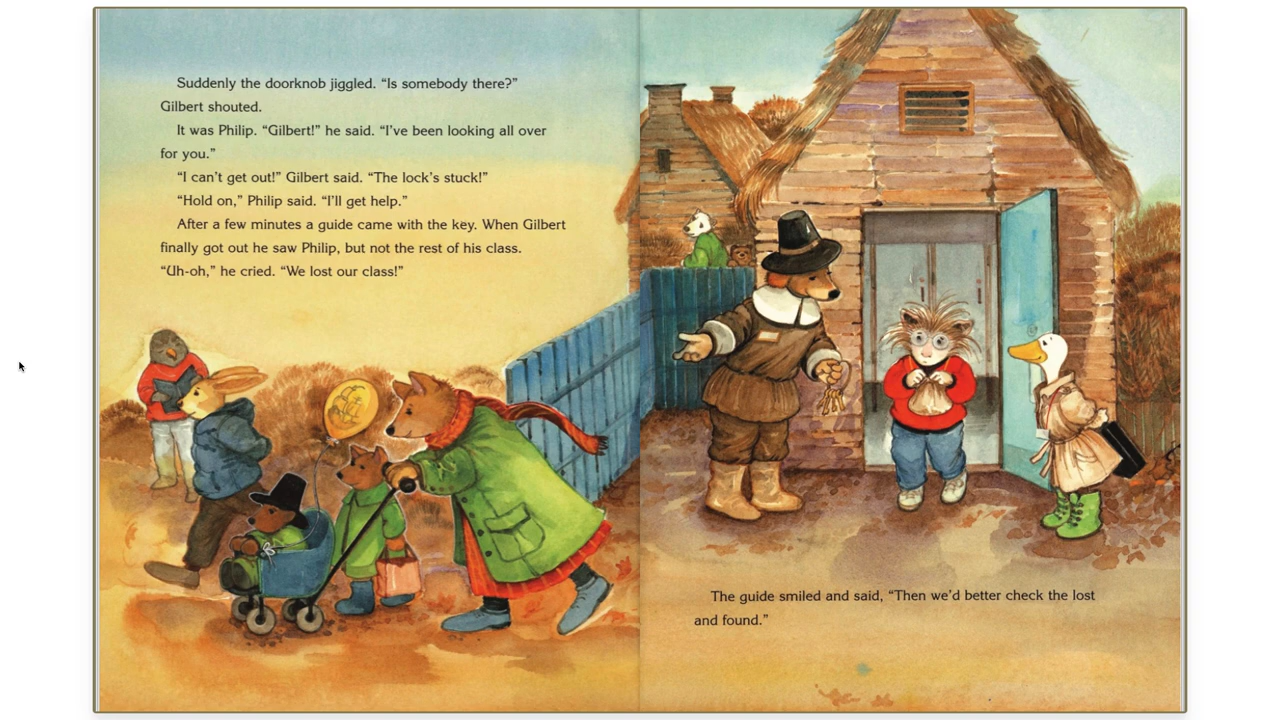 Suddenly the doorknob jiggled. “Is somebody there?”
Gilbert shouted.
It was Philip. “Gilbert!” he said. “I’ve been looking all over
for you.”
“I can’t get out!” Gilbert said. “The lock’s stuck!”
“Hold on,” Philip said. “I’ll get help.”
After a few minutes a guide came with the key. When Gilbert
finally got out he saw Philip, but not the rest of his class.
“Uh-oh,” he cried. “We lost our class!”
The guide smiled and said, “Then we’d better check the lost
and found.”